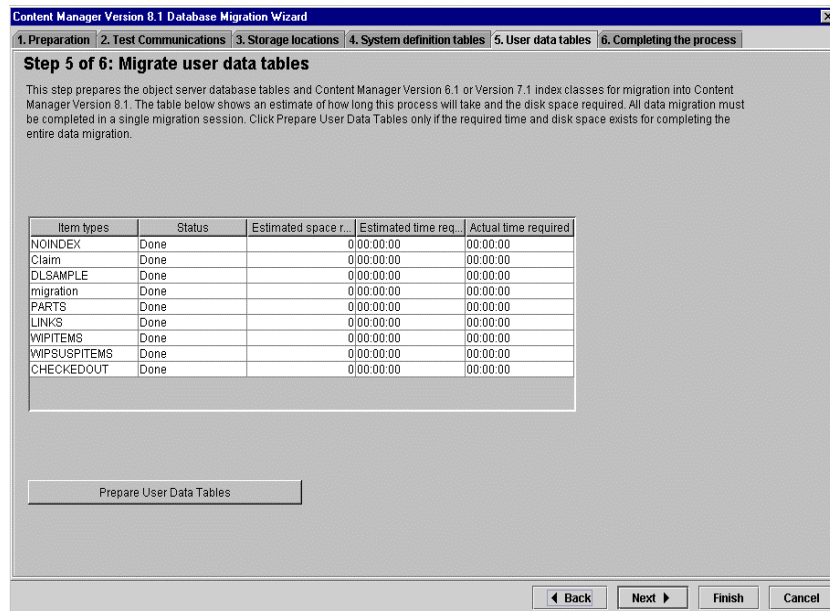 Content Manager Version 8.1 Database Migration Wizard
1. Preparation 2. Test Communications 3. Storage locations 4. System definition tables 5. User data tables 6. Completing the process
Step 5 of 6: Migrate user data tables
This step prepares the object server database tables and Content Manager Version 6.1 or Version 7.1 index classes for migration into Content
Manager Version 8.1. The table below shows an estimate of how long this process will take and the disk space required. All data migration must
be completed in a single migration session. Click Prepare User Data Tables only if the required time and disk space exists for completing the
entire data migration.
Item types Status Estimated space r... Estimated time req... Actual time required
NOINDEX Done 0 00:00:00 00:00:00
Claim Done 0 00:00:00 00:00:00
DLSAMPLE Done 0 00:00:00 00:00:00
migration Done 0 00:00:00 00:00:00
PARTS Done 0 00:00:00 00:00:00
LINKS Done 0 00:00:00 00:00:00
WIPITEMS Done 0 00:00:00 00:00:00
WIPSUSPITEMS Done 0 00:00:00 00:00:00
CHECKEDOUT Done 0 00:00:00 00:00:00
Prepare User Data Tables
Back Next Finish Cancel